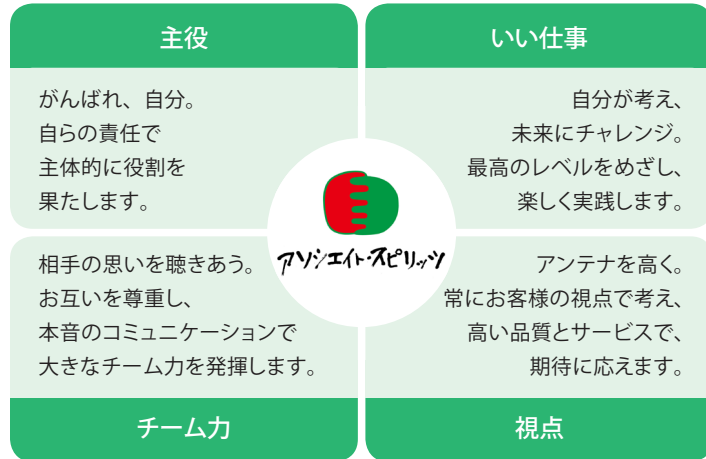 主役
がんばれ、自分。
自らの責任で
主体的に役割を
果たします。
いい仕事
自分が考え、
未来にチャレンジ。
最高のレベルをめざし、
楽しく実践します。
アソシエイト・スピリッツ
相手の思いを聴きあう。
お互いを尊重し、
本音のコミュニケーションで
大きなチーム力を発揮します。
チーム力
アンテナを高く。
常にお客様の視点で考え、
高い品質とサービスで、
期待に応えます。
視点